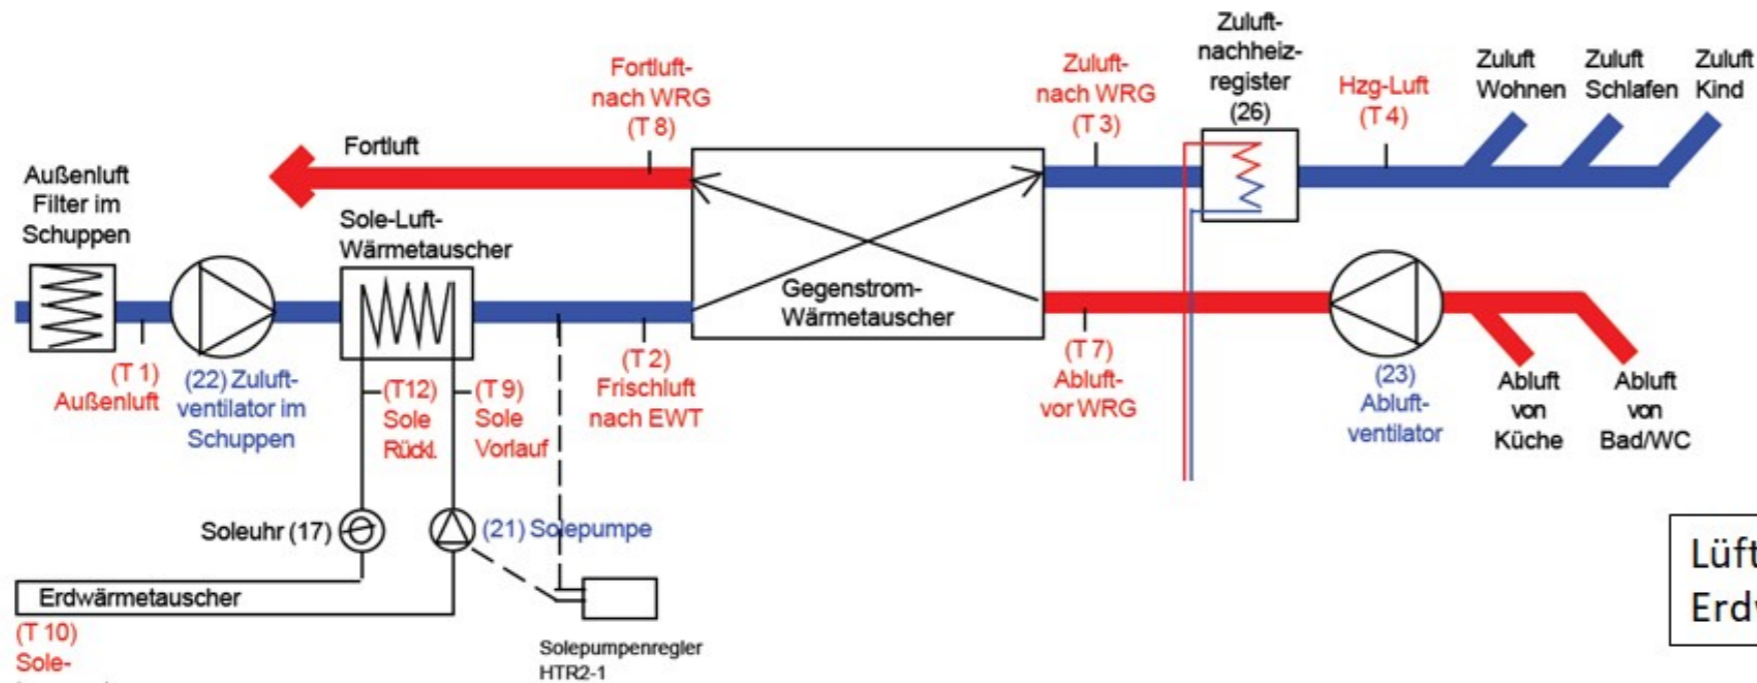 Zuluft-
nachheiz-
register
(26)
Fortluft-
nach WRG
(T 8)
Zuluft-
nach WRG
(T 3)
Hzg-Luft
(T 4)
Zuluft
Wohnen
Zuluft
Schlafen
Zuluft
Kind
Fortluft
Außenluft
Filter im
Schuppen
Sole-Luft-
Wärmetauscher
Gegenstrom-
Wärmetauscher
(T 1)
Außenluft
(22) Zuluft-
ventilator im
Schuppen
(T12)
Sole
Rückl.
(T 9)
Sole
Vorlauf
(T 2)
Frischluft
nach EWT
(T 7)
Abluft-
vor WRG
(23)
Abluft-
ventilator
Abluft
von
Küche
Abluft
von
Bad/WC
Soleuhr (17)
(21) Solepumpe
Erdwärmetauscher
(T 10)
Sole-
Solepumpenregler
HTR2-1
Lüft
Erdw